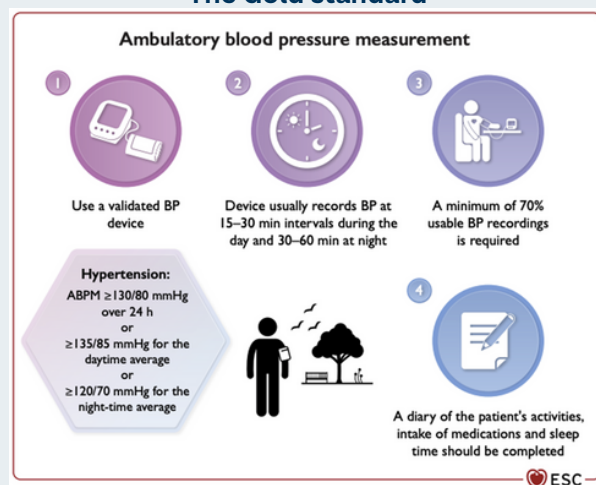 The Gold standard
Ambulatory blood pressure measurement
1
Use a validated BP
device
2
Device usually records BP at
15–30 min intervals during the
day and 30–60 min at night
3
A minimum of 70%
usable BP recordings
is required
Hypertension:
ABPM ≥130/80 mmHg
over 24 h
or
≥135/85 mmHg for the
daytime average
or
≥120/70 mmHg for the
night-time average
4
A diary of the patient's activities,
intake of medications and sleep
time should be completed
ESC